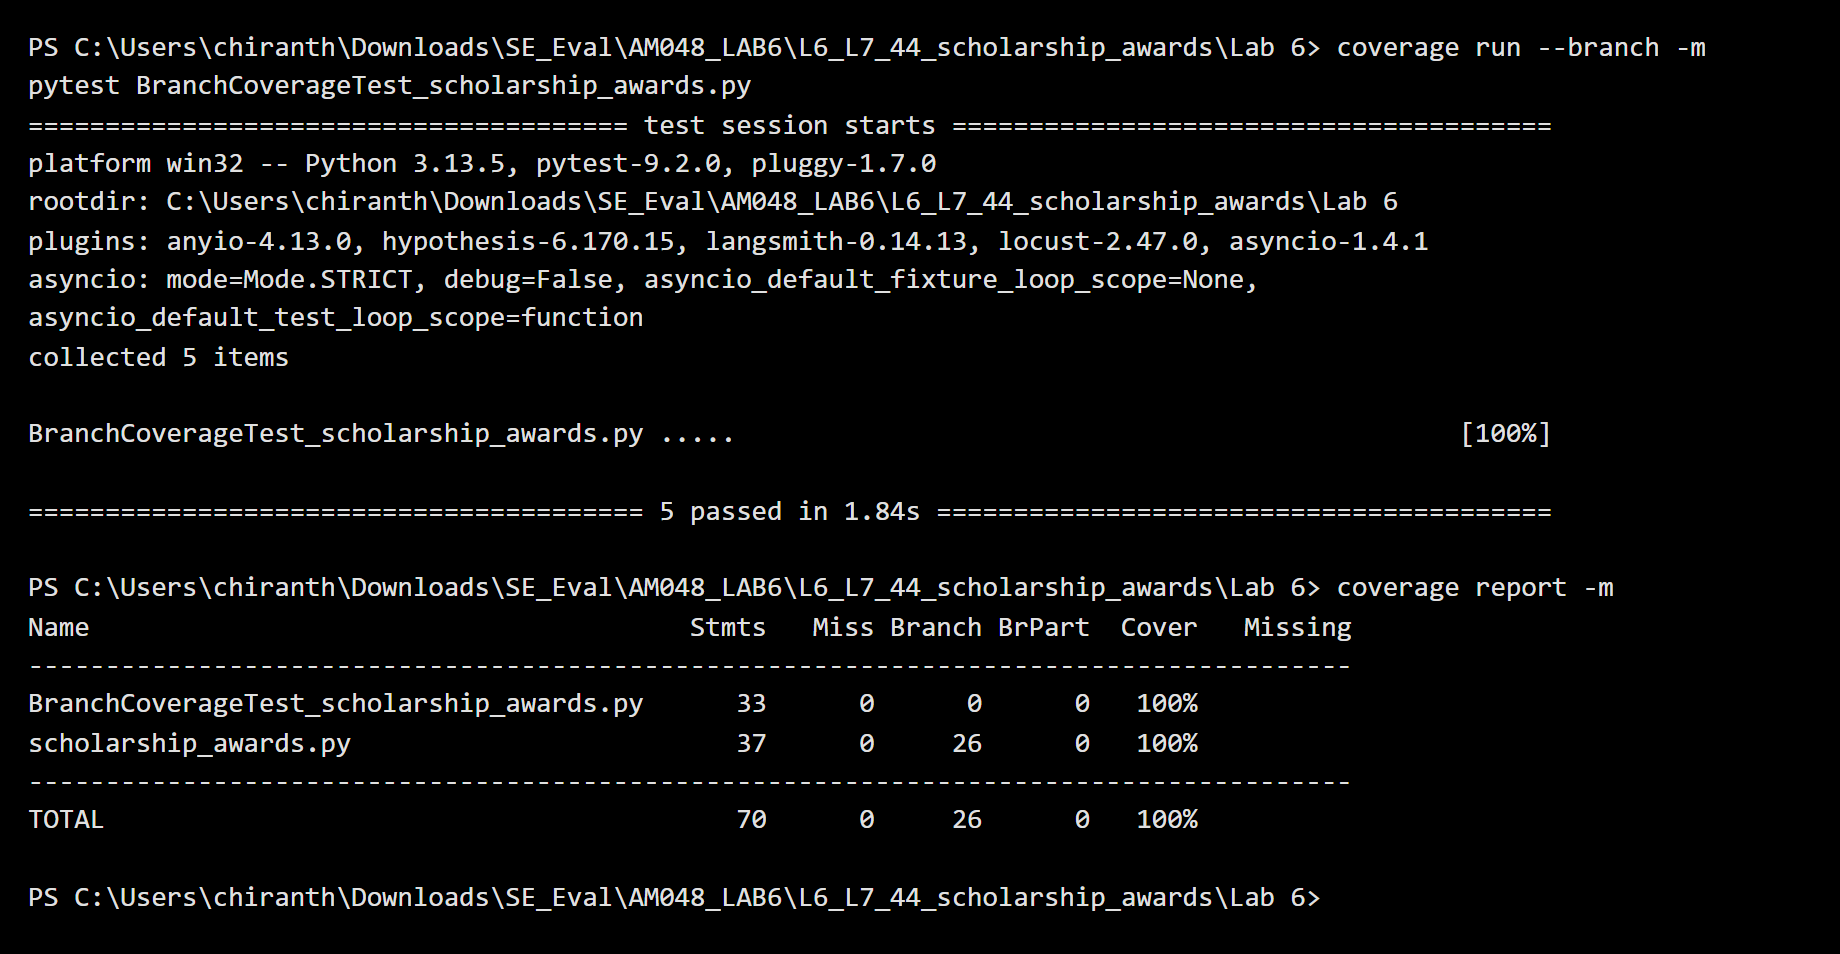 PS C:\Users\chiranth\Downloads\SE_Eval\AM048_LAB6\L6_L7_44_scholarship_awards\Lab 6> coverage run --branch -m
pytest BranchCoverageTest_scholarship_awards.py
======================================= test session starts =======================================
platform win32 -- Python 3.13.5, pytest-9.2.0, pluggy-1.7.0
rootdir: C:\Users\chiranth\Downloads\SE_Eval\AM048_LAB6\L6_L7_44_scholarship_awards\Lab 6
plugins: anyio-4.13.0, hypothesis-6.170.15, langsmith-0.14.13, locust-2.47.0, asyncio-1.4.1
asyncio: mode=Mode.STRICT, debug=False, asyncio_default_fixture_loop_scope=None,
asyncio_default_test_loop_scope=function
collected 5 items

BranchCoverageTest_scholarship_awards.py .....                                               [100%]

======================================== 5 passed in 1.84s ========================================

PS C:\Users\chiranth\Downloads\SE_Eval\AM048_LAB6\L6_L7_44_scholarship_awards\Lab 6> coverage report -m
Name                                       Stmts   Miss Branch BrPart  Cover   Missing
--------------------------------------------------------------------------------------
BranchCoverageTest_scholarship_awards.py      33      0      0      0   100%
scholarship_awards.py                         37      0     26      0   100%
--------------------------------------------------------------------------------------
TOTAL                                         70      0     26      0   100%

PS C:\Users\chiranth\Downloads\SE_Eval\AM048_LAB6\L6_L7_44_scholarship_awards\Lab 6>